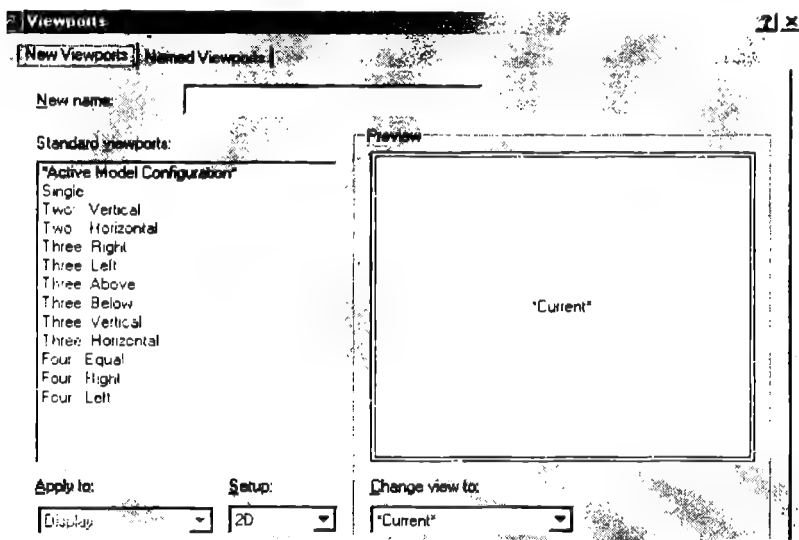 Viewports
New Viewports Named Viewports
New name:
Standard viewports:
*Active Model Configuration*
Single
Two: Vertical
Two: Horizontal
Three: Right
Three: Left
Three: Above
Three: Below
Three: Vertical
Three: Horizontal
Four: Equal
Four: Right
Four: Left
Preview
*Current*
Apply to:
Display
Setup:
2D
Change view to:
*Current*